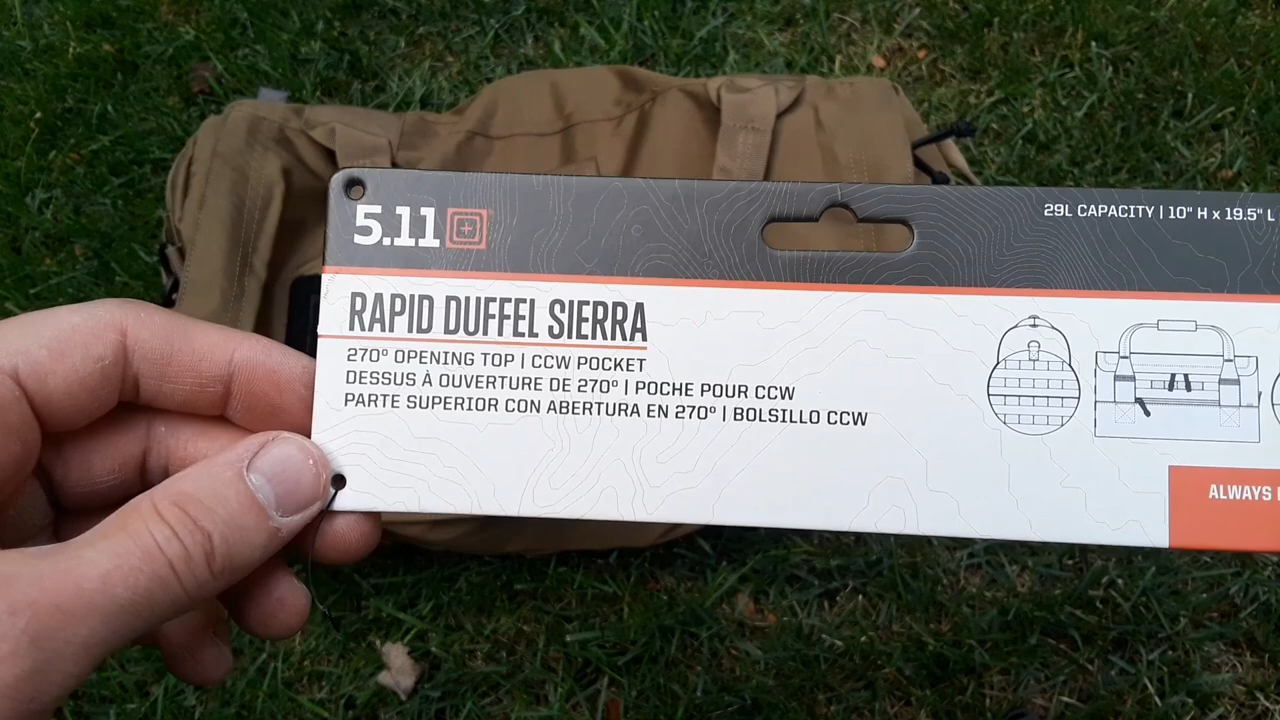 5.11
29L CAPACITY | 10" H x 19.5" L
RAPID DUFFEL SIERRA
270º OPENING TOP | CCW POCKET
DESSUS À OUVERTURE DE 270º | POCHE POUR CCW
PARTE SUPERIOR CON ABERTURA EN 270º | BOLSILLO CCW
ALWAYS